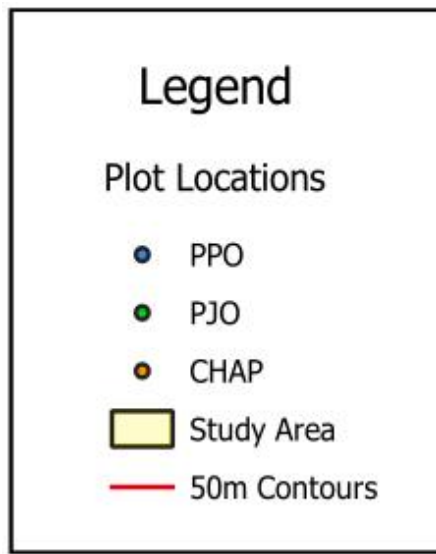 Legend
Plot Locations
PPO
PJO
CHAP
Study Area
50m Contours